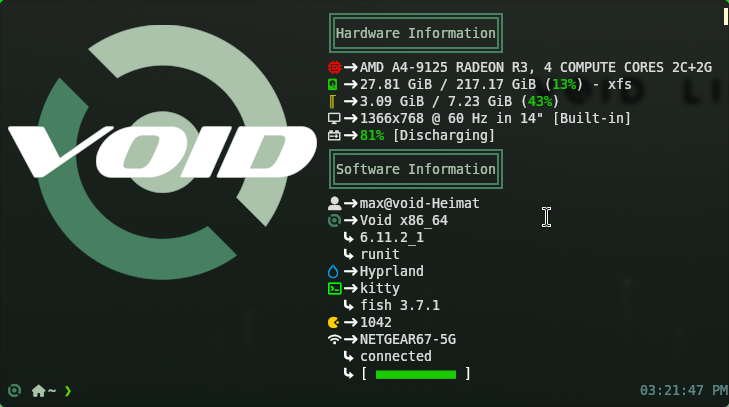 VOID
Hardware Information
AMD A4-9125 RADEON R3, 4 COMPUTE CORES 2C+2G
27.81 GiB / 217.17 GiB (13%) - xfs
3.09 GiB / 7.23 GiB (43%)
1366x768 @ 60 Hz in 14" [Built-in]
81% [Discharging]
Software Information
max@void-Heimat
Void x86_64
6.11.2_1
runit
Hyprland
kitty
fish 3.7.1
1042
NETGEAR67-5G
connected
[ ]
~ ❯
03:21:47 PM
VOID LI